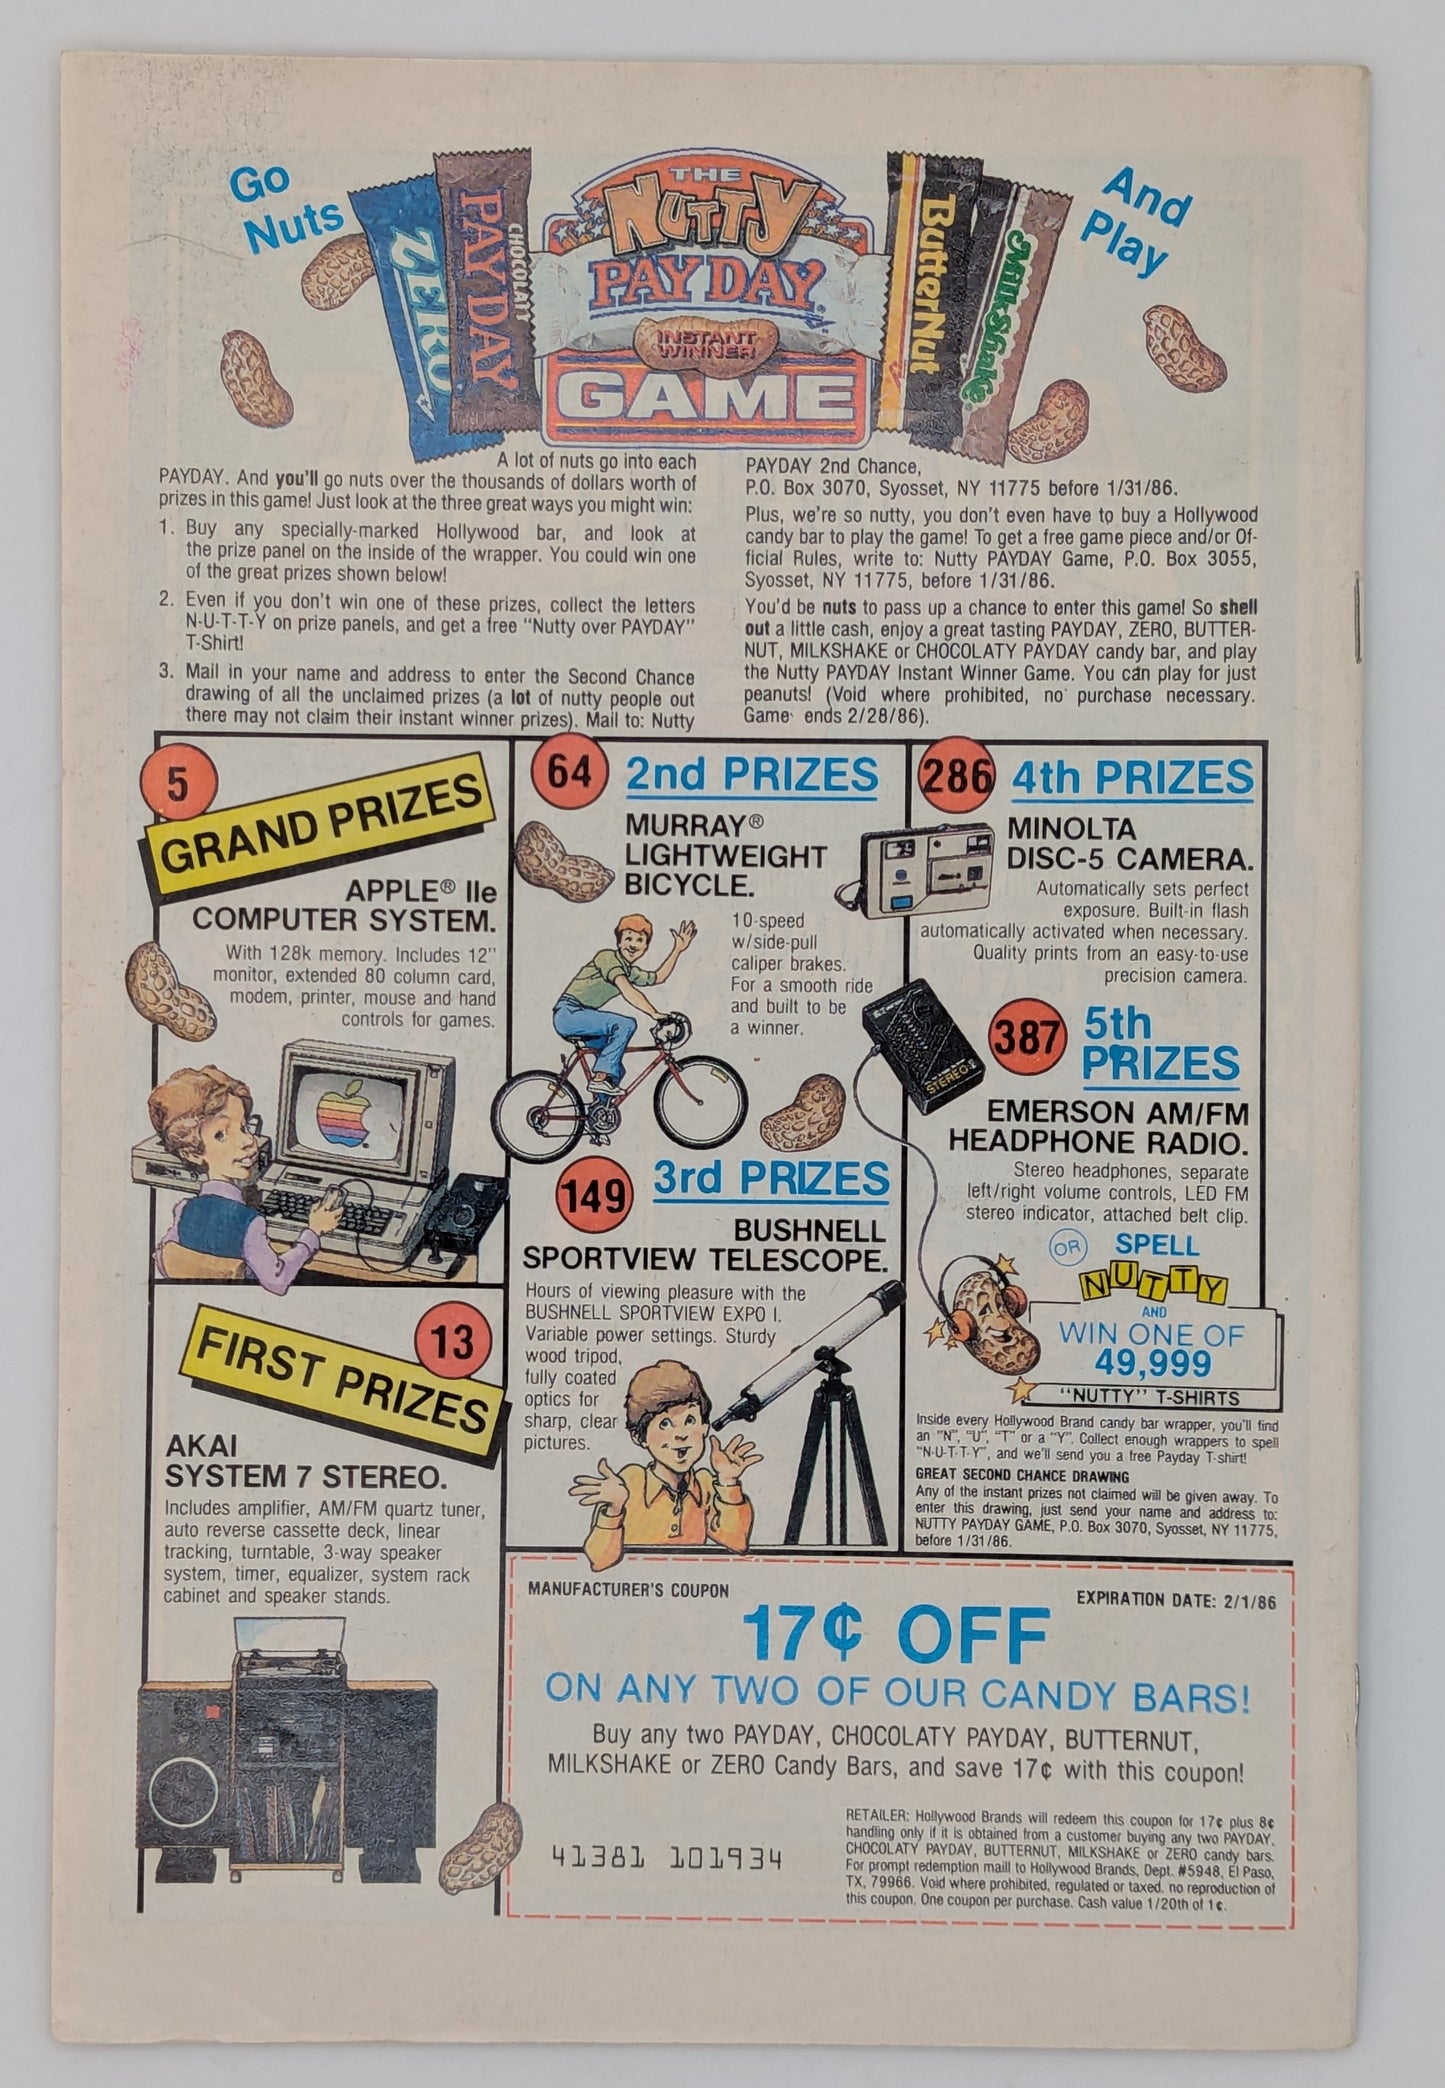 Go
Nuts
And
Play
ZERO
CHOCOLATY
PAYDAY
THE
NUTTY
PAYDAY
INSTANT
WINNER
GAME
ButterNut
MilkShake
A lot of nuts go into each
PAYDAY. And you'll go nuts over the thousands of dollars worth of
prizes in this game! Just look at the three great ways you might win:
1. Buy any specially-marked Hollywood bar, and look at
the prize panel on the inside of the wrapper. You could win one
of the great prizes shown below!
2. Even if you don't win one of these prizes, collect the letters
N-U-T-T-Y on prize panels, and get a free "Nutty over PAYDAY"
T-Shirt!
3. Mail in your name and address to enter the Second Chance
drawing of all the unclaimed prizes (a lot of nutty people out
there may not claim their instant winner prizes). Mail to: Nutty
PAYDAY 2nd Chance,
P.O. Box 3070, Syosset, NY 11775 before 1/31/86.
Plus, we're so nutty, you don't even have to buy a Hollywood
candy bar to play the game! To get a free game piece and/or Of-
ficial Rules, write to: Nutty PAYDAY Game, P.O. Box 3055,
Syosset, NY 11775, before 1/31/86.
You'd be nuts to pass up a chance to enter this game! So shell
out a little cash, enjoy a great tasting PAYDAY, ZERO, BUTTER-
NUT, MILKSHAKE or CHOCOLATY PAYDAY candy bar, and play
the Nutty PAYDAY Instant Winner Game. You can play for just
peanuts! (Void where prohibited, no purchase necessary.
Game ends 2/28/86).
5
GRAND PRIZES
APPLE® IIe
COMPUTER SYSTEM.
With 128k memory. Includes 12"
monitor, extended 80 column card,
modem, printer, mouse and hand
controls for games.
13
FIRST PRIZES
AKAI
SYSTEM 7 STEREO.
Includes amplifier, AM/FM quartz tuner,
auto reverse cassette deck, linear
tracking, turntable, 3-way speaker
system, timer, equalizer, system rack
cabinet and speaker stands.
64
2nd PRIZES
MURRAY®
LIGHTWEIGHT
BICYCLE.
10-speed
w/side-pull
caliper brakes.
For a smooth ride
and built to be
a winner.
149
3rd PRIZES
BUSHNELL
SPORTVIEW TELESCOPE.
Hours of viewing pleasure with the
BUSHNELL SPORTVIEW EXPO I.
Variable power settings. Sturdy
wood tripod,
fully coated
optics for
sharp, clear
pictures.
286
4th PRIZES
MINOLTA
DISC-5 CAMERA.
Automatically sets perfect
exposure. Built-in flash
automatically activated when necessary.
Quality prints from an easy-to-use
precision camera.
387
5th
PRIZES
STEREO
EMERSON AM/FM
HEADPHONE RADIO.
Stereo headphones, separate
left/right volume controls, LED FM
stereo indicator, attached belt clip.
OR SPELL
NUTTY
AND
WIN ONE OF
49,999
"NUTTY" T-SHIRTS
Inside every Hollywood Brand candy bar wrapper, you'll find
an "N", "U", "T" or a "Y". Collect enough wrappers to spell
"N-U-T-T-Y", and we'll send you a free Payday T-shirt!
GREAT SECOND CHANCE DRAWING
Any of the instant prizes not claimed will be given away. To
enter this drawing, just send your name and address to:
NUTTY PAYDAY GAME, P.O. Box 3070, Syosset, NY 11775,
before 1/31/86.
MANUFACTURER'S COUPON
EXPIRATION DATE: 2/1/86
17¢ OFF
ON ANY TWO OF OUR CANDY BARS!
Buy any two PAYDAY, CHOCOLATY PAYDAY, BUTTERNUT,
MILKSHAKE or ZERO Candy Bars, and save 17¢ with this coupon!
41381 101934
RETAILER: Hollywood Brands will redeem this coupon for 17¢ plus 8¢
handling only if it is obtained from a customer buying any two PAYDAY,
CHOCOLATY PAYDAY, BUTTERNUT, MILKSHAKE or ZERO candy bars.
For prompt redemption maill to Hollywood Brands, Dept. #5948, El Paso,
TX, 79966. Void where prohibited, regulated or taxed. no reproduction of
this coupon. One coupon per purchase. Cash value 1/20th of 1¢.